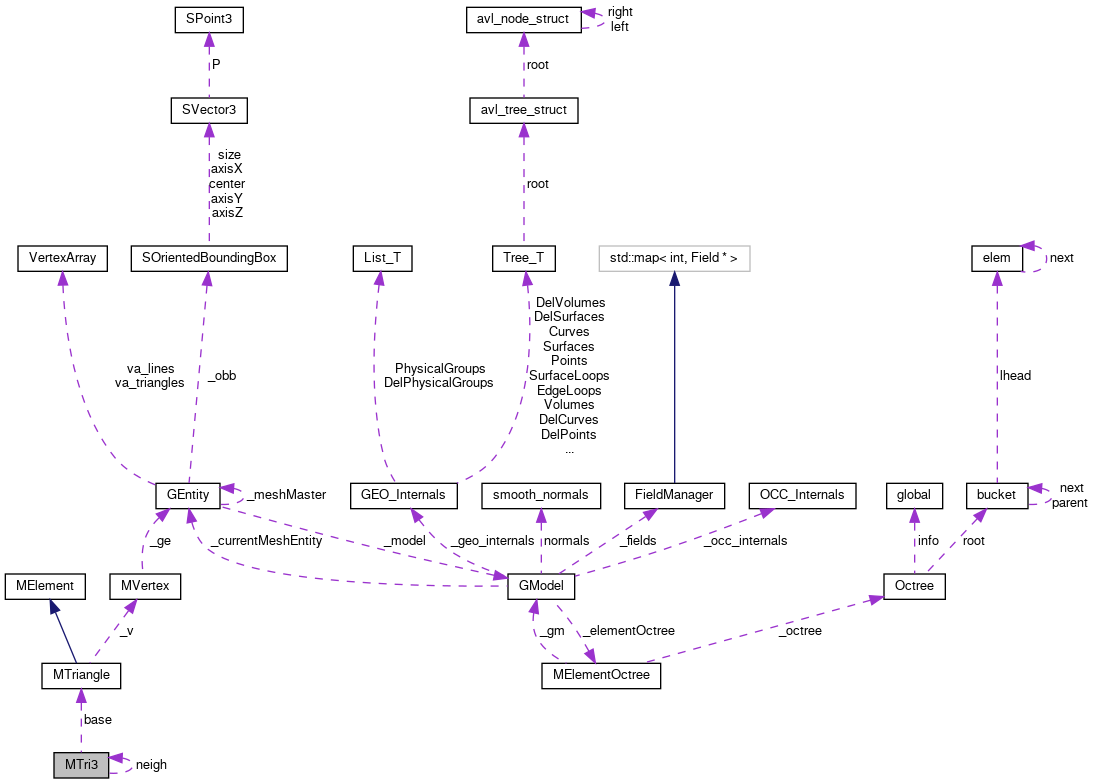 SPoint3
avl_node_struct
right
left
P
root
SVector3
avl_tree_struct
size
axisX
center
axisY
axisZ
root
VertexArray
SOrientedBoundingBox
List_T
Tree_T
std::map< int, Field * >
elem
next
va_lines
va_triangles
_obb
PhysicalGroups
DelPhysicalGroups
DelVolumes
DelSurfaces
Curves
Surfaces
Points
SurfaceLoops
EdgeLoops
Volumes
DelCurves
DelPoints
...
lhead
GEntity
_meshMaster
GEO_Internals
smooth_normals
FieldManager
OCC_Internals
global
bucket
next
parent
_ge
_currentMeshEntity
_model
_geo_internals
normals
_fields
_occ_internals
info
root
MElement
MVertex
GModel
Octree
_v
_gm
_elementOctree
_octree
MTriangle
MElementOctree
base
MTri3
neigh